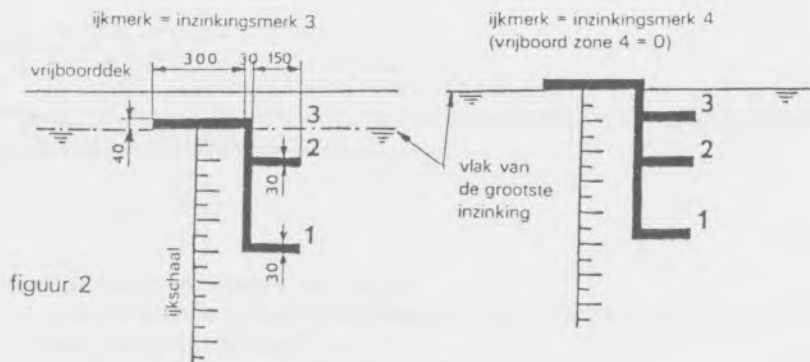 ijkmerk = inzinkingsmerk 3
ijkmerk = inzinkingsmerk 4
(vrijboord zone 4 = 0)
300 30 150
vrijboorddek
3
40
2
30
1
30
ijkschaal
vlak van
de grootste
inzinking
3
2
1
figuur 2